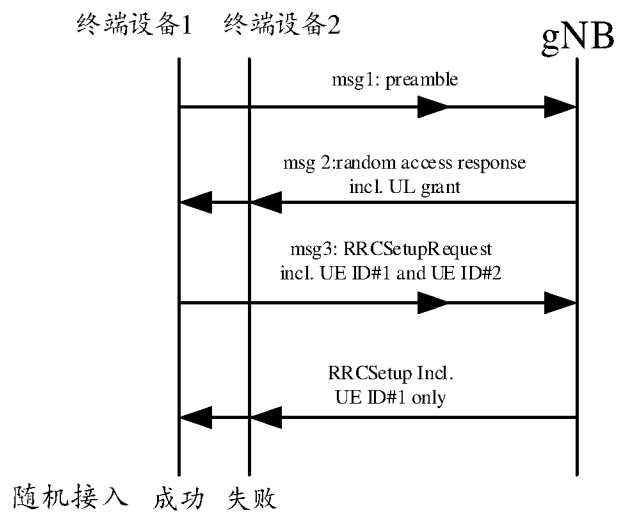 终端设备1 终端设备2 gNB
msg1: preamble
msg 2:random access response
incl. UL grant
msg3: RRCSetupRequest
incl. UE ID#1 and UE ID#2
RRCSetup Incl.
UE ID#1 only
随机接入 成功 失败